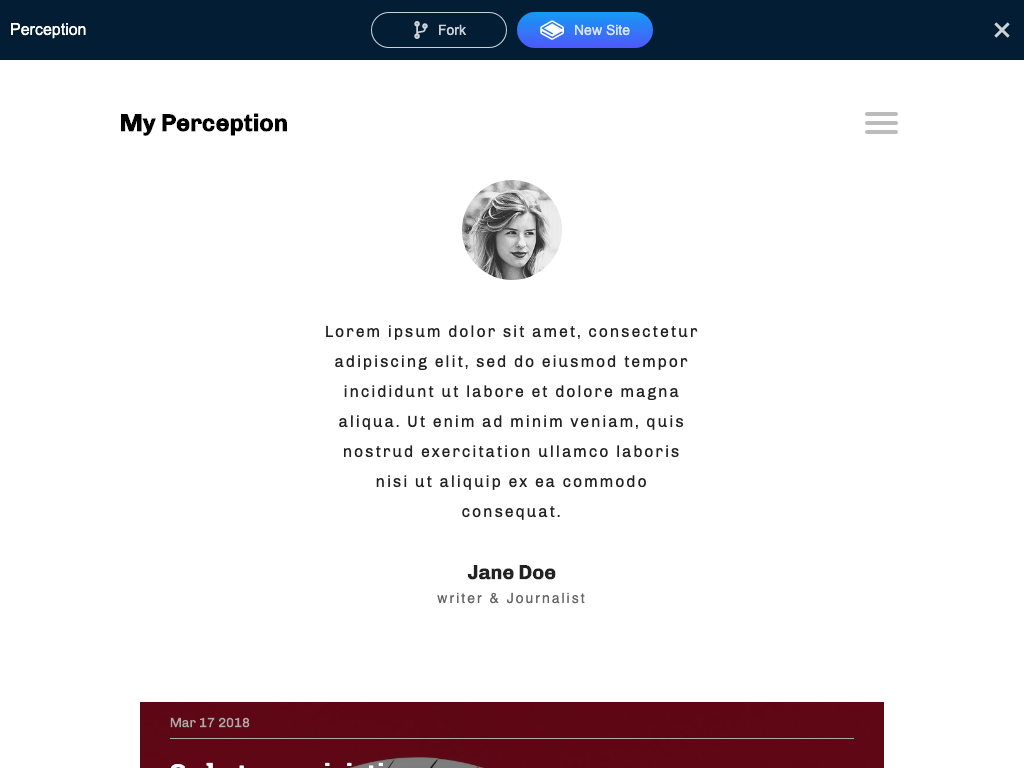 Perception
Fork
New Site
My Perception
Lorem ipsum dolor sit amet, consectetur
adipiscing elit, sed do eiusmod tempor
incididunt ut labore et dolore magna
aliqua. Ut enim ad minim veniam, quis
nostrud exercitation ullamco laboris
nisi ut aliquip ex ea commodo
consequat.
Jane Doe
writer & Journalist
Mar 17 2018